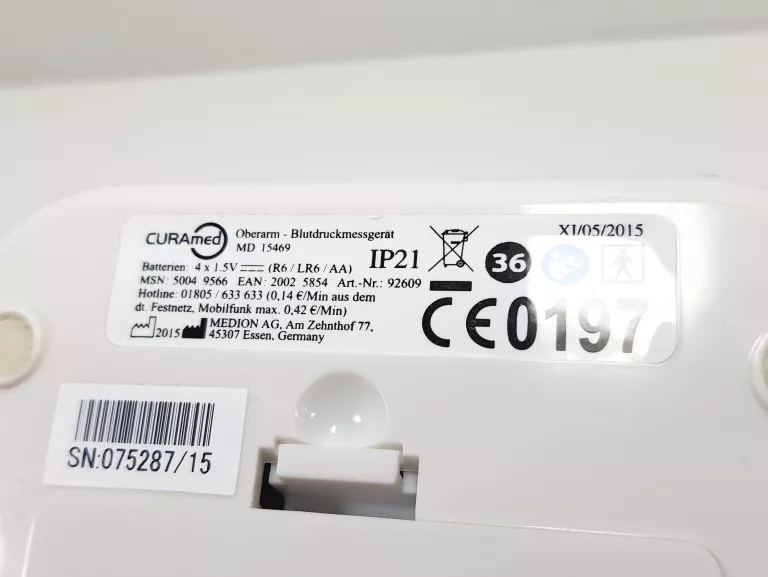 CURAmed
Oberarm - Blutdruckmessgerät
MD 15469
XI/05/2015
IP21
36
Batterien: 4 x 1.5V (R6 / LR6 / AA)
MSN: 5004 9566 EAN: 2002 5854 Art.-Nr.: 92609
Hotline: 01805 / 633 633 (0,14 €/Min aus dem
dt. Festnetz, Mobilfunk max. 0,42 €/Min)
2015 MEDION AG, Am Zehnthof 77,
45307 Essen, Germany
CE0197
SN:075287/15